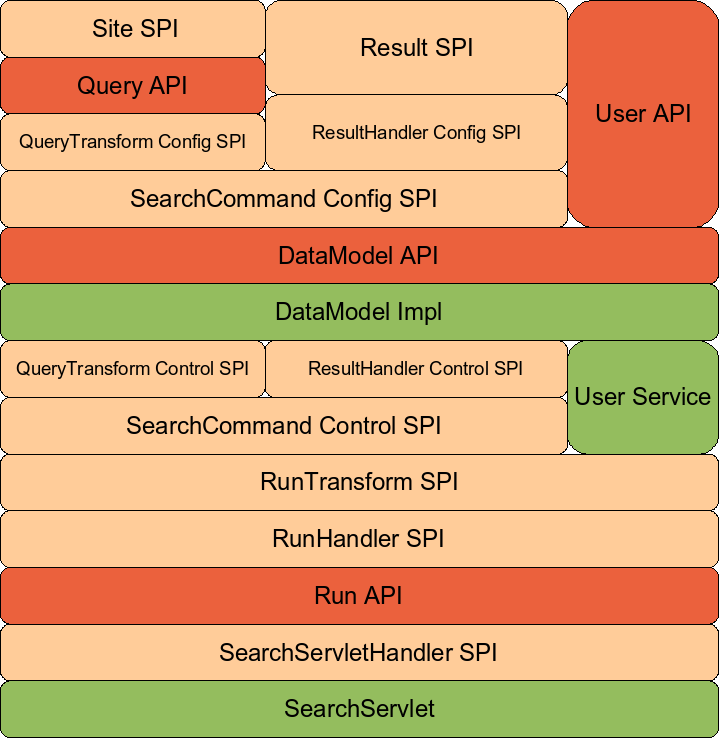 Site SPI
Result SPI
User API
Query API
QueryTransform Config SPI
ResultHandler Config SPI
SearchCommand Config SPI
DataModel API
DataModel Impl
QueryTransform Control SPI
ResultHandler Control SPI
User Service
SearchCommand Control SPI
RunTransform SPI
RunHandler SPI
Run API
SearchServletHandler SPI
SearchServlet